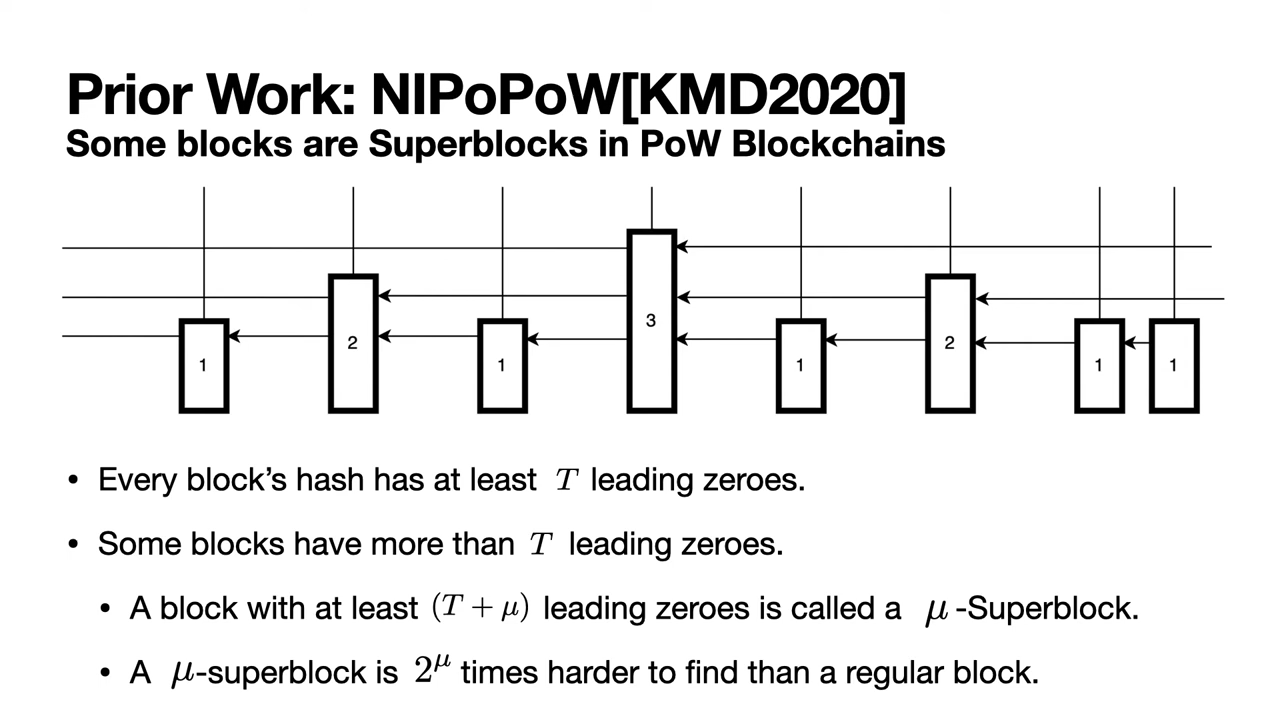 Prior Work: NIPoPoW[KMD2020]
Some blocks are Superblocks in PoW Blockchains
1 2 1 3 1 2 1 1
• Every block's hash has at least T leading zeroes.
• Some blocks have more than T leading zeroes.
• A block with at least (T + μ) leading zeroes is called a μ -Superblock.
• A μ-superblock is 2^μ times harder to find than a regular block.